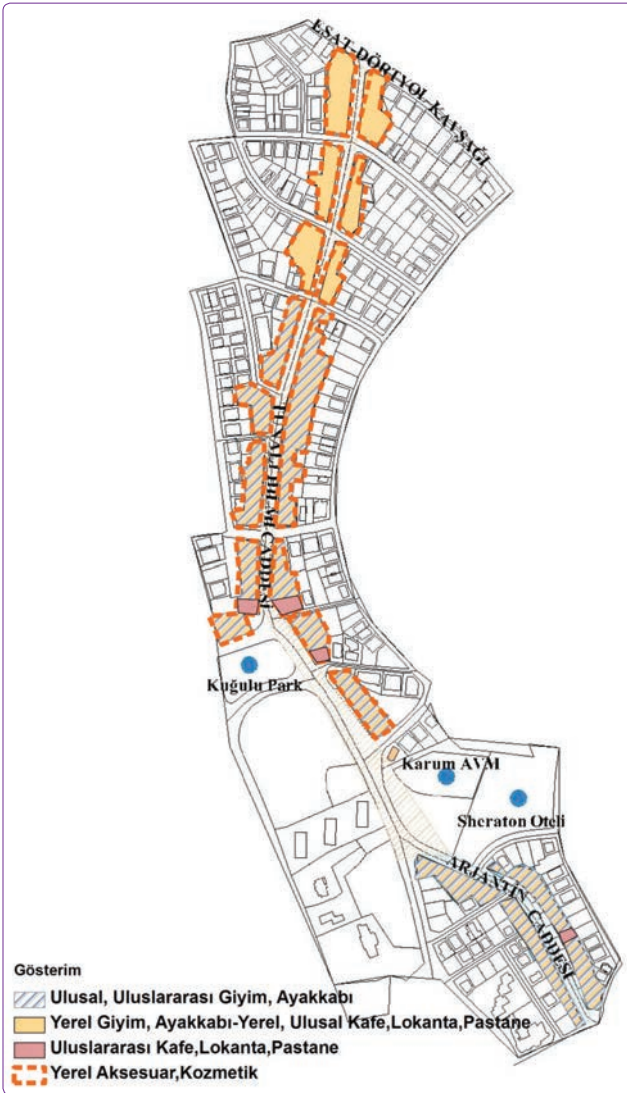 ESAT-DÖRTYOL KAVŞAĞI
TUNALI HİLMİ CADDESİ
Kuğulu Park
Karum AVM
Sheraton Oteli
ARJANTİN CADDESİ
Gösterim
Ulusal, Uluslararası Giyim, Ayakkabı
Yerel Giyim, Ayakkabı-Yerel, Ulusal Kafe,Lokanta,Pastane
Uluslararası Kafe,Lokanta,Pastane
Yerel Aksesuar,Kozmetik